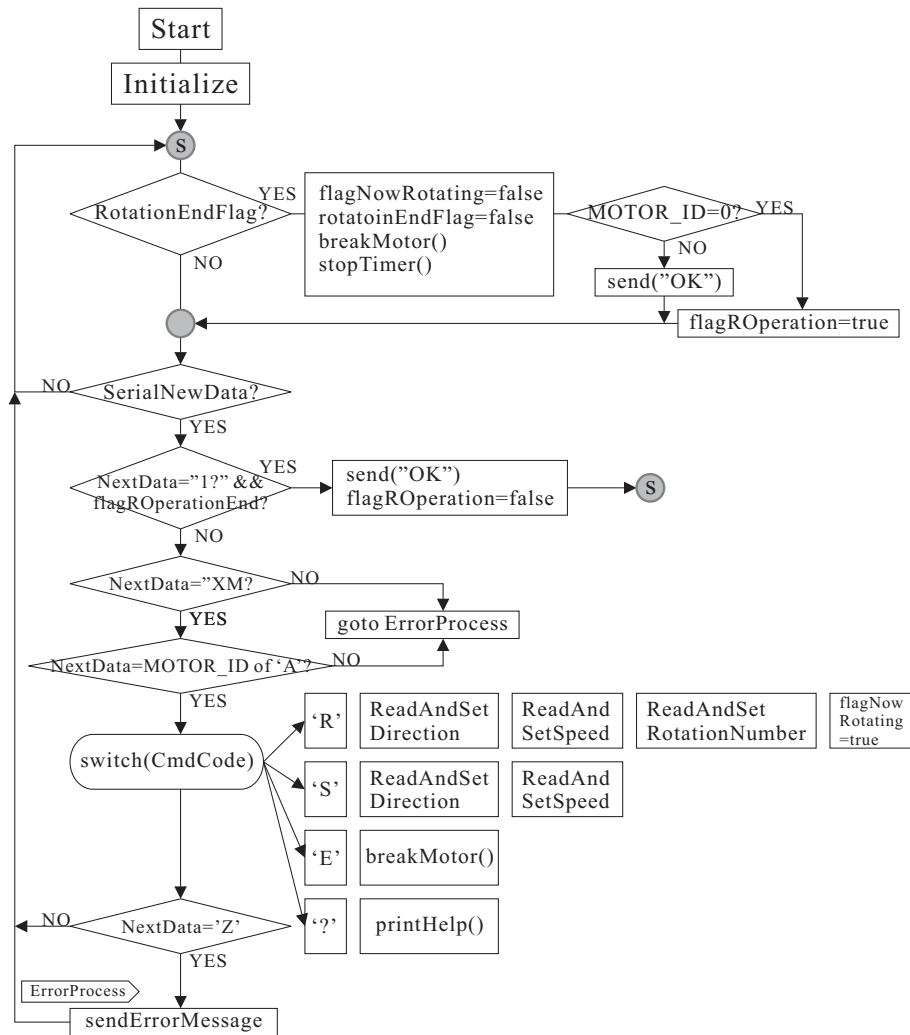 Start
Initialize
S
RotationEndFlag?
YES
NO
flagNowRotating=false
rotatoinEndFlag=false
breakMotor()
stopTimer()
MOTOR_ID=0?
YES
NO
send(”OK”)
flagROperation=true
SerialNewData?
NO
YES
NextData=”1?” &&
flagROperationEnd?
YES
NO
send(”OK”)
flagROperation=false
S
NextData=”XM?
NO
YES
goto ErrorProcess
NextData=MOTOR_ID of ‘A’?
NO
YES
switch(CmdCode)
‘R’
ReadAndSet
Direction
ReadAnd
SetSpeed
ReadAndSet
RotationNumber
flagNow
Rotating
=true
‘S’
ReadAndSet
Direction
ReadAnd
SetSpeed
‘E’
breakMotor()
‘?’
printHelp()
NextData=’Z’
NO
YES
ErrorProcess
sendErrorMessage